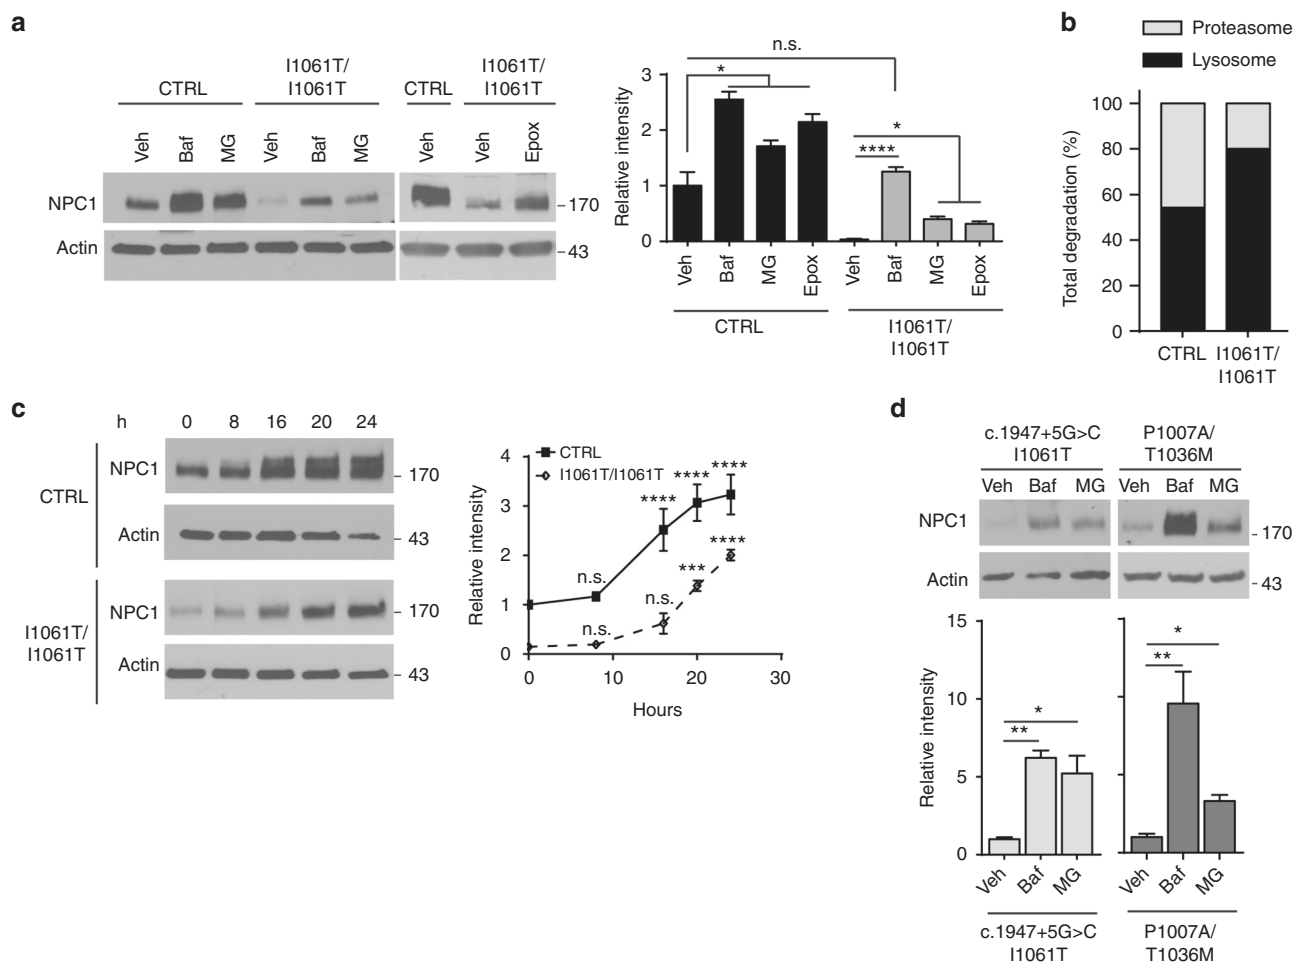 a
CTRL
I1061T/
I1061T
CTRL
I1061T/
I1061T
Veh
Baf
MG
Veh
Baf
MG
Veh
Veh
Epox
NPC1
170
Actin
43
n.s.
*
*
****
3
2
1
0
Relative intensity
Veh
Baf
MG
Epox
Veh
Baf
MG
Epox
CTRL
I1061T/
I1061T
b
Proteasome
Lysosome
100
80
60
40
20
0
Total degradation (%)
CTRL
I1061T/
I1061T
c
h 0 8 16 20 24
CTRL
NPC1
170
Actin
43
I1061T/
I1061T
NPC1
170
Actin
43
CTRL
I1061T/I1061T
4
3
2
1
0
Relative intensity
n.s.
****
****
****
n.s.
n.s.
***
****
0 10 20 30
Hours
d
c.1947+5G>C
I1061T
P1007A/
T1036M
Veh Baf MG Veh Baf MG
NPC1
170
Actin
43
15
10
5
0
Relative intensity
*
**
*
**
Veh
Baf
MG
Veh
Baf
MG
c.1947+5G>C
I1061T
P1007A/
T1036M